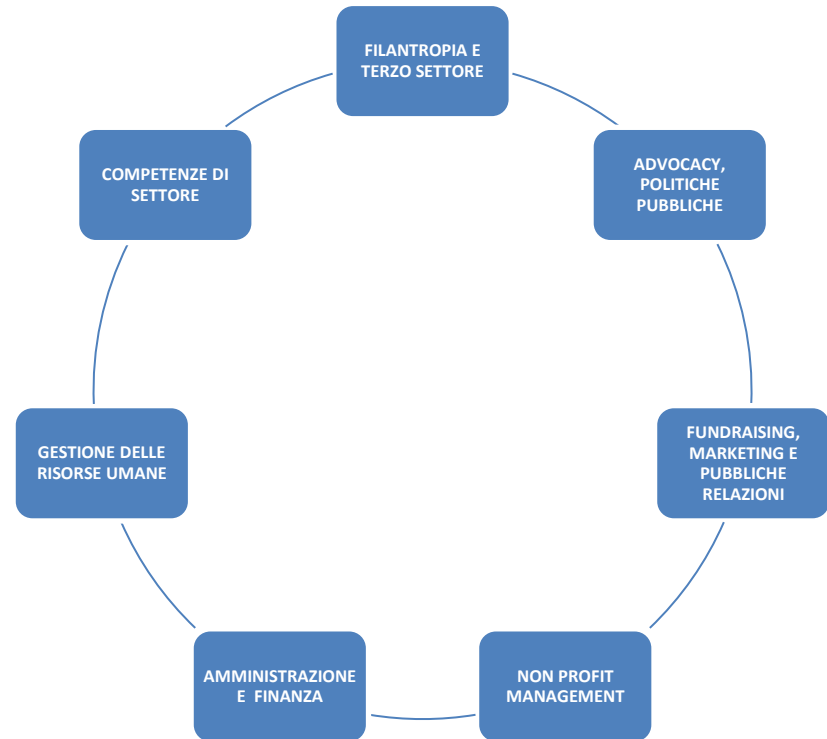 FILANTROPIA E
TERZO SETTORE
ADVOCACY,
POLITICHE
PUBBLICHE
FUNDRAISING,
MARKETING E
PUBBLICHE
RELAZIONI
NON PROFIT
MANAGEMENT
AMMINISTRAZIONE
E FINANZA
GESTIONE DELLE
RISORSE UMANE
COMPETENZE DI
SETTORE